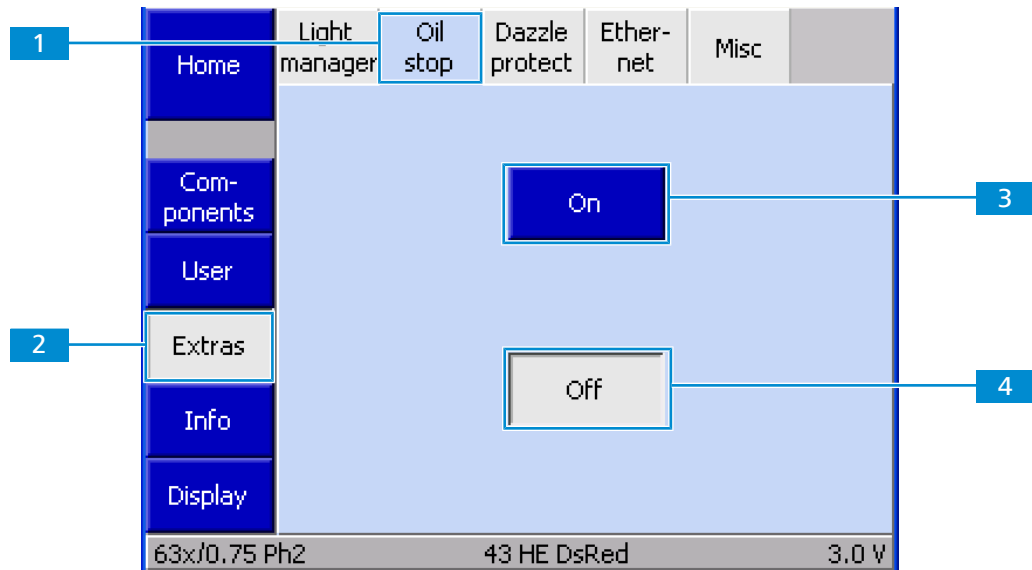 1
Home
Light
manager
Oil
stop
Dazzle
protect
Ether-
net
Misc
Com-
ponents
On
3
User
2
Extras
Off
4
Info
Display
63x/0.75 Ph2
43 HE DsRed
3.0 V